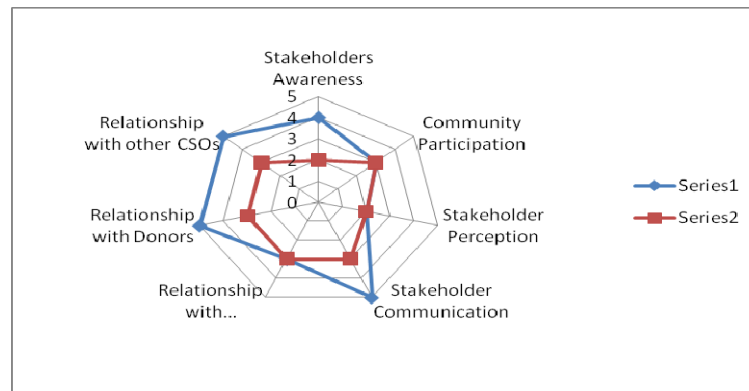 Stakeholders
Awareness
5
4
3
2
1
0
Community
Participation
Stakeholder
Perception
Stakeholder
Communication
Relationship
with...
Relationship
with Donors
Relationship
with other CSOs
Series1
Series2